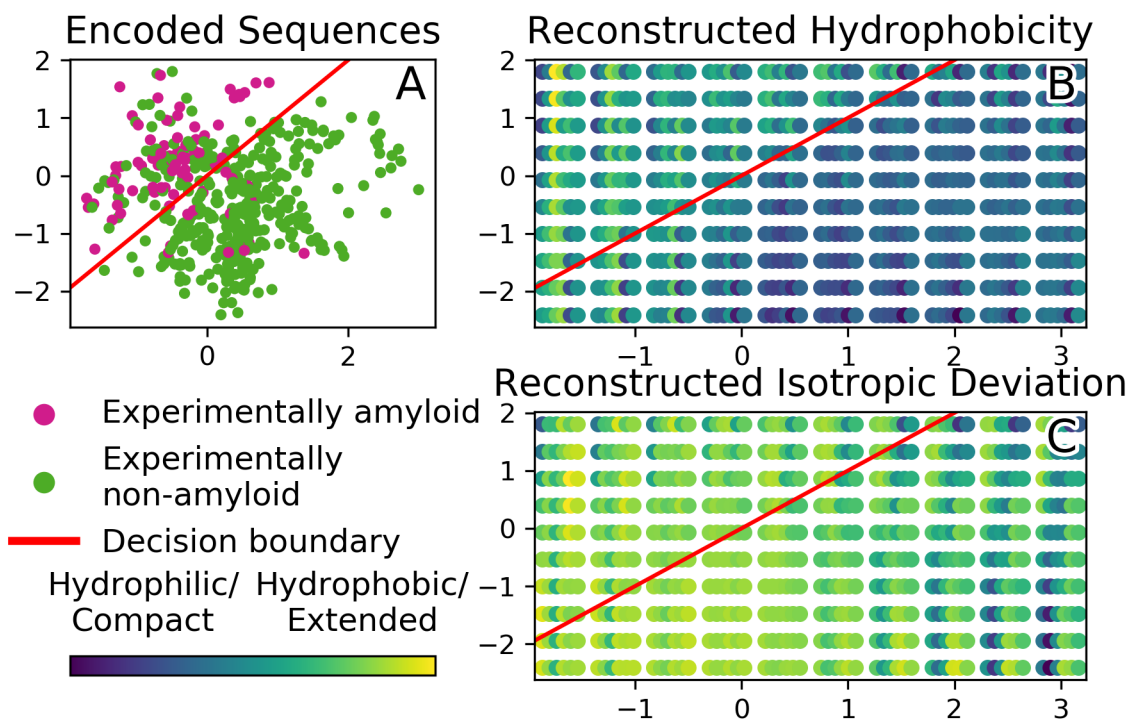 Encoded Sequences
A
2
1
0
−1
−2
0
2
Reconstructed Hydrophobicity
B
2
1
0
−1
−2
−1
0
1
2
3
Reconstructed Isotropic Deviation
C
2
1
0
−1
−2
−1
0
1
2
3
Experimentally amyloid
Experimentally
non-amyloid
Decision boundary
Hydrophilic/
Compact
Hydrophobic/
Extended